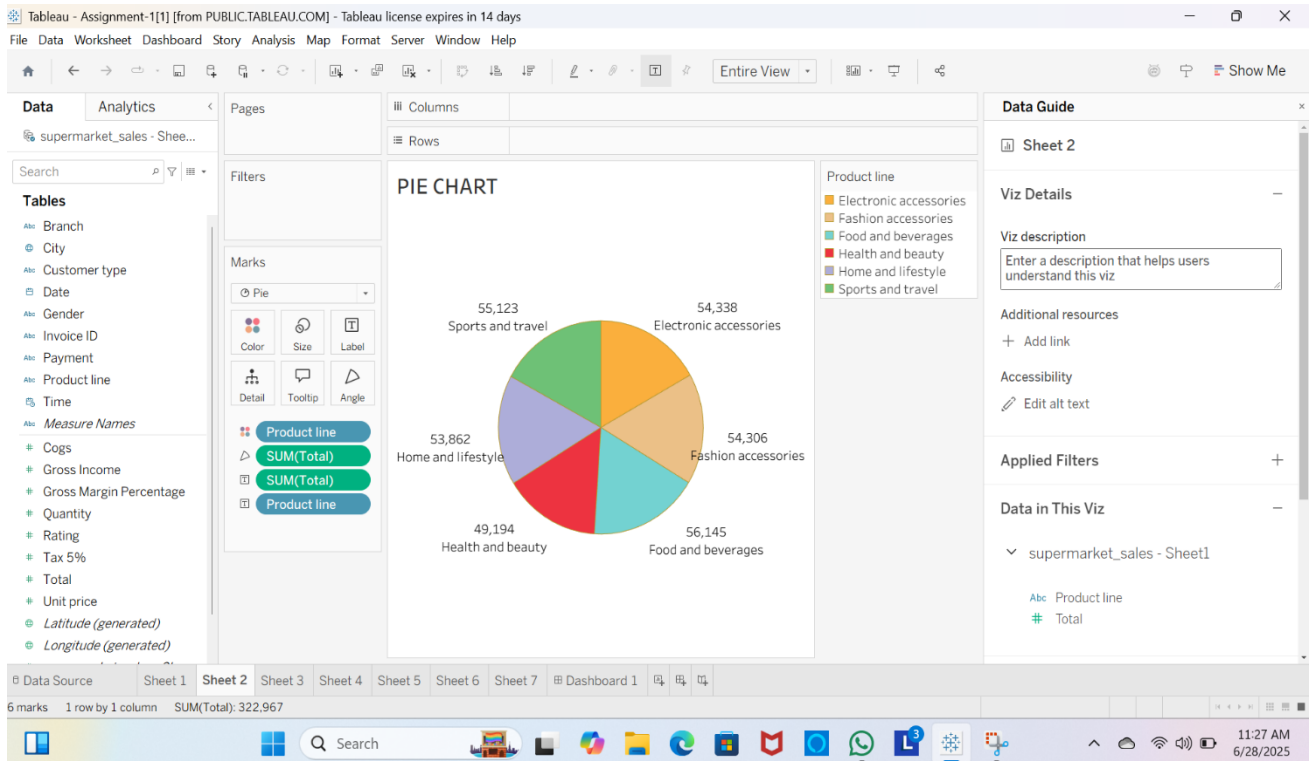 Tableau - Assignment-1[1] [from PUBLIC.TABLEAU.COM] - Tableau license expires in 14 days
File Data Worksheet Dashboard Story Analysis Map Format Server Window Help
Entire View
Show Me
Data Analytics
supermarket_sales - Shee...
Search
Tables
Abc Branch
City
Abc Customer type
Date
Abc Gender
Abc Invoice ID
Abc Payment
Abc Product line
Time
Abc Measure Names
# Cogs
# Gross Income
# Gross Margin Percentage
# Quantity
# Rating
# Tax 5%
# Total
# Unit price
Latitude (generated)
Longitude (generated)
Pages
Filters
Marks
Pie
Color Size Label
Detail Tooltip Angle
Product line
SUM(Total)
SUM(Total)
Product line
Columns
Rows
PIE CHART
55,123
Sports and travel
54,338
Electronic accessories
53,862
Home and lifestyle
54,306
Fashion accessories
49,194
Health and beauty
56,145
Food and beverages
Product line
Electronic accessories
Fashion accessories
Food and beverages
Health and beauty
Home and lifestyle
Sports and travel
Data Guide
Sheet 2
Viz Details
Viz description
Enter a description that helps users
understand this viz
Additional resources
+ Add link
Accessibility
Edit alt text
Applied Filters
Data in This Viz
supermarket_sales - Sheet1
Abc Product line
# Total
Data Source Sheet 1 Sheet 2 Sheet 3 Sheet 4 Sheet 5 Sheet 6 Sheet 7 Dashboard 1
6 marks 1 row by 1 column SUM(Total): 322,967
Search
L 3
11:27 AM
6/28/2025